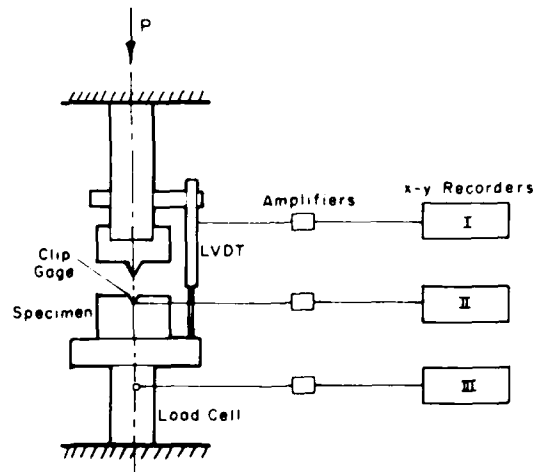 P
x-y Recorders
Amplifiers
I
LVDT
Clip
Gage
II
Specimen
III
Load Cell